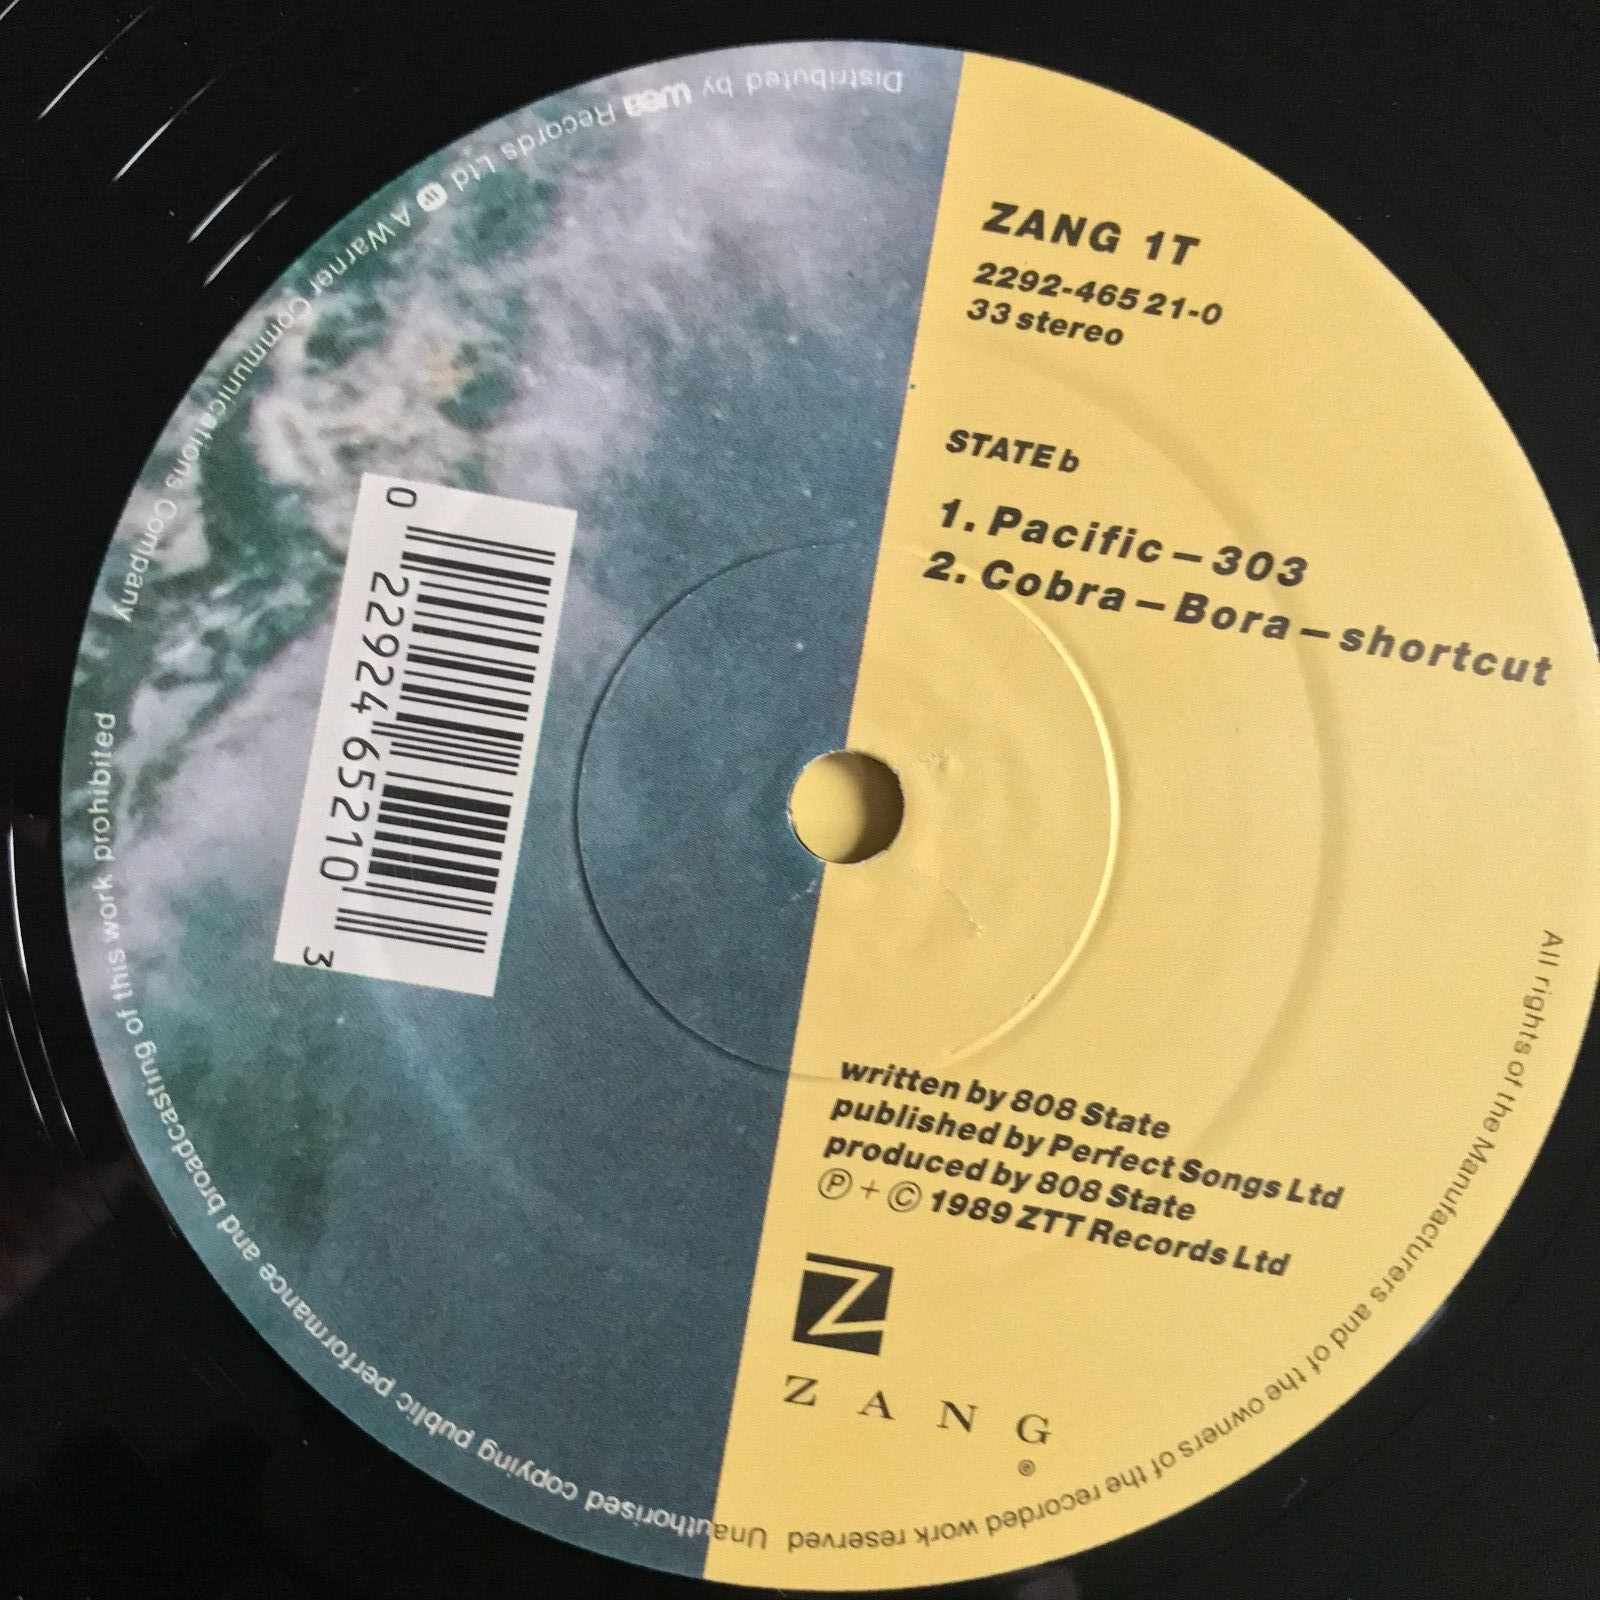 ZANG 1T
2292-465 21-0
33 stereo
STATE b
1. Pacific – 303
2. Cobra – Bora – shortcut
written by 808 State
published by Perfect Songs Ltd
produced by 808 State
Ⓟ + © 1989 ZTT Records Ltd
Z
ZANG
®
0 22924 65210 3
All rights of the Manufacturers and of the owners of the recorded work reserved Unauthorised copying public performance and broadcasting of this work prohibited
Distributed by wea Records Ltd W A Warner Communications Company